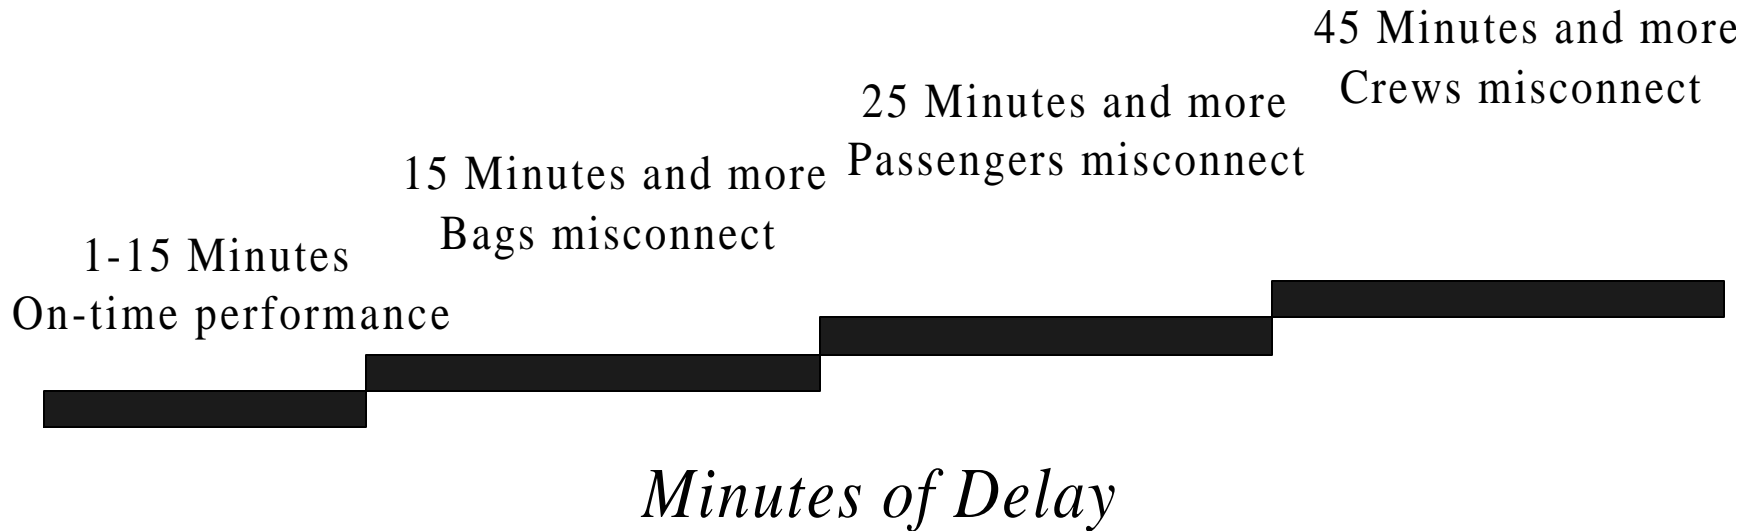 1-15 Minutes
On-time performance
15 Minutes and more
Bags misconnect
25 Minutes and more
Passengers misconnect
45 Minutes and more
Crews misconnect
Minutes of Delay